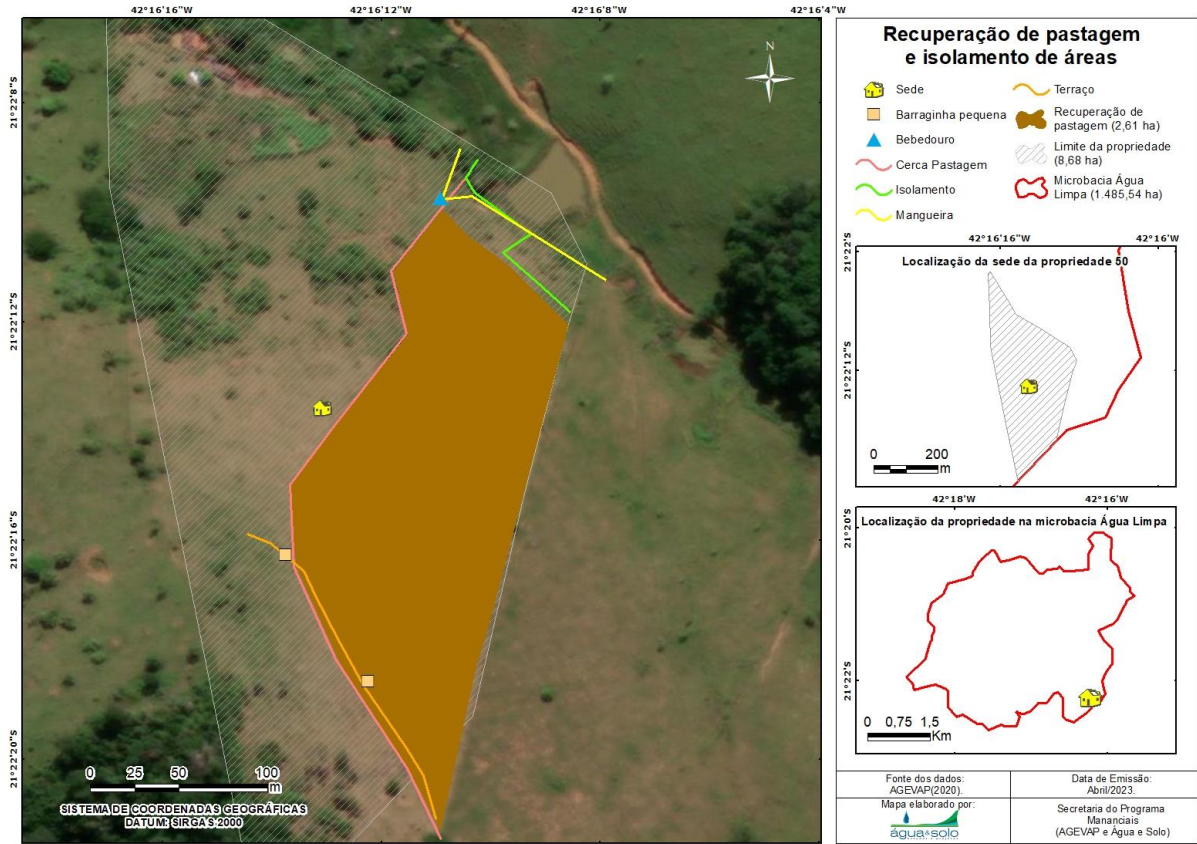 42°16'16"W
42°16'12"W
42°16'8"W
42°16'4"W
21°22'8"S
21°22'12"S
21°22'16"S
21°22'20"S
N
0 25 50 100
m
SISTEMA DE COORDENADAS GEOGRÁFICAS
DATUM: SIRGAS 2000
Recuperação de pastagem
e isolamento de áreas
Sede
Barraginha pequena
Bebedouro
Cerca Pastagem
Isolamento
Mangueira
Terraço
Recuperação de
pastagem (2,61 ha)
Limite da propriedade
(8,68 ha)
Microbacia Água
Limpa (1.485,54 ha)
42°16'16"W
42°16'W
21°22'S
21°22'12"S
Localização da sede da propriedade 50
0 200
m
42°18'W
42°16'W
21°20'S
21°22'S
Localização da propriedade na microbacia Água Limpa
0 0,75 1,5
Km
Fonte dos dados:
AGEVAP(2020).
Data de Emissão:
Abril/2023.
Mapa elaborado por:
água&solo
Secretaria do Programa
Mananciais
(AGEVAP e Água e Solo)